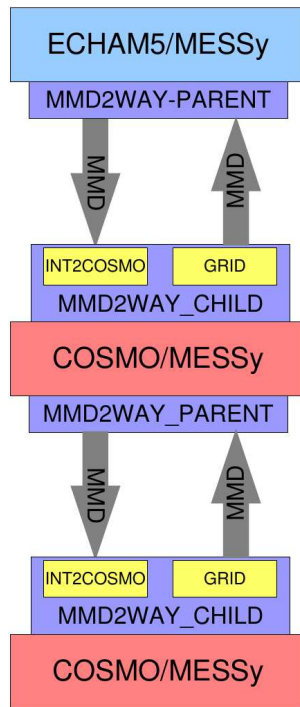 ECHAM5/MESSy
MMD2WAY-PARENT
MMD
MMD
INT2COSMO
GRID
MMD2WAY_CHILD
COSMO/MESSy
MMD2WAY_PARENT
MMD
MMD
INT2COSMO
GRID
MMD2WAY_CHILD
COSMO/MESSy